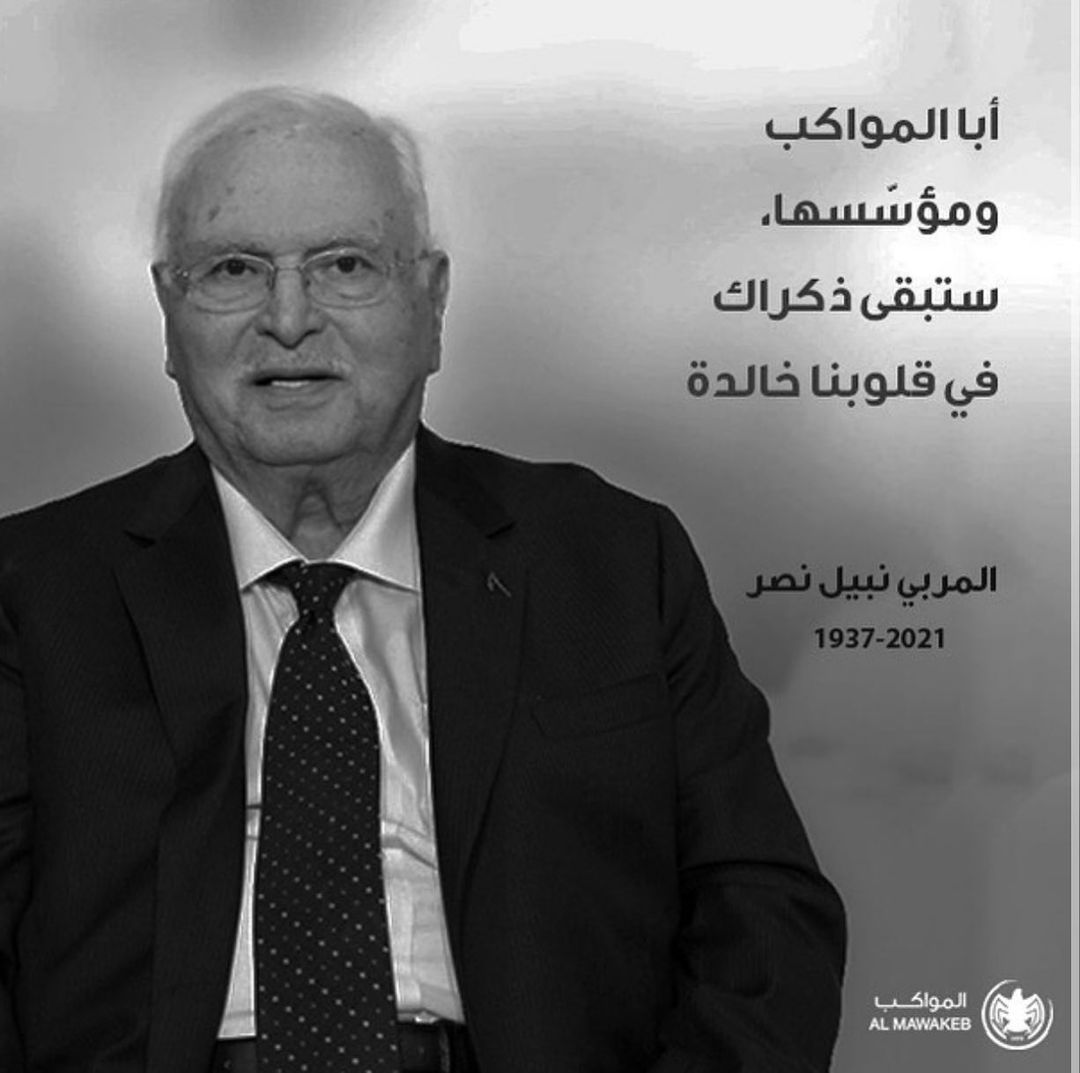 أبا المواكب
ومؤسّسها،
ستبقى ذكراك
في قلوبنا خالدة
المربي نبيل نصر
1937-2021
المواكب
AL MAWAKEB